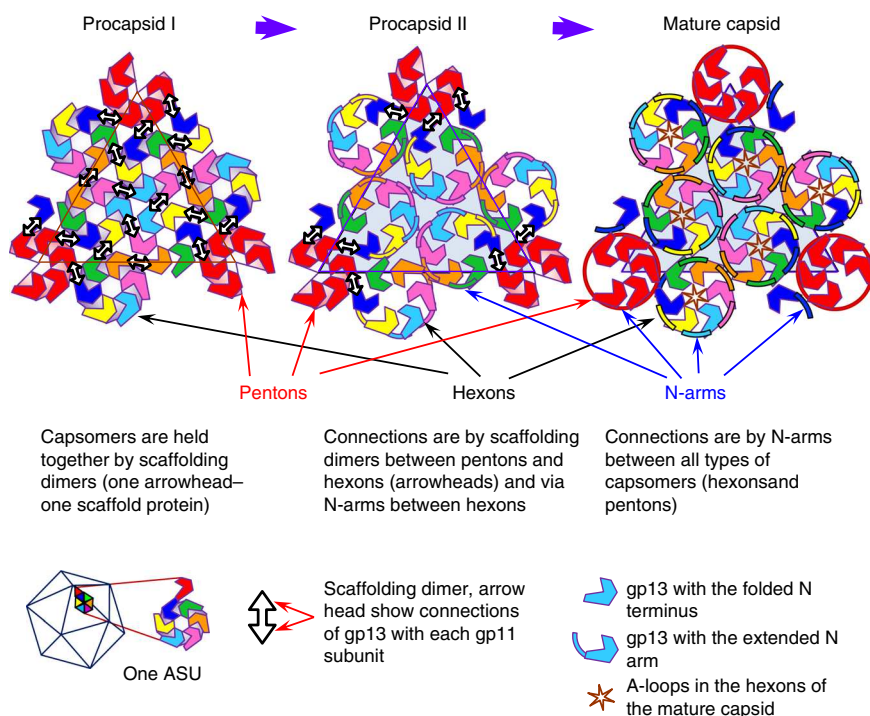 Procapsid I
Procapsid II
Mature capsid
Pentons
Hexons
N-arms
Capsomers are held
together by scaffolding
dimers (one arrowhead–
one scaffold protein)
Connections are by scaffolding
dimers between pentons and
hexons (arrowheads) and via
N-arms between hexons
Connections are by N-arms
between all types of
capsomers (hexonsand
pentons)
One ASU
Scaffolding dimer, arrow
head show connections
of gp13 with each gp11
subunit
gp13 with the folded N
terminus
gp13 with the extended N
arm
A-loops in the hexons of
the mature capsid